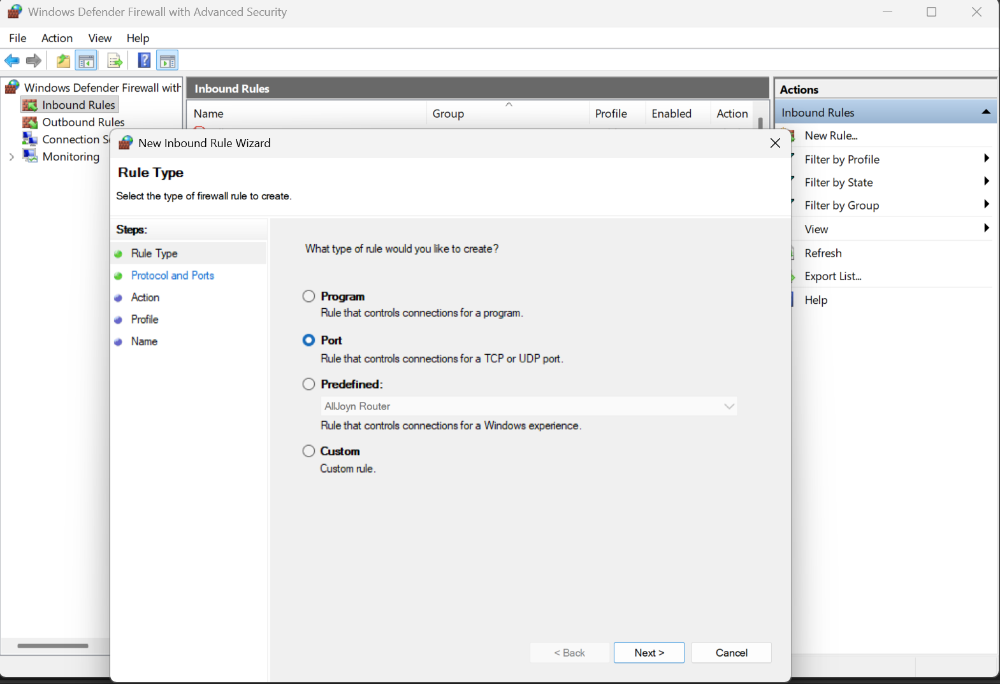 Windows Defender Firewall with Advanced Security
File Action View Help
Windows Defender Firewall with
Inbound Rules
Outbound Rules
Connection S
Monitoring
Inbound Rules
Name Group Profile Enabled Action
Actions
Inbound Rules
New Rule...
Filter by Profile
Filter by State
Filter by Group
View
Refresh
Export List...
Help
New Inbound Rule Wizard
Rule Type
Select the type of firewall rule to create.
Steps:
Rule Type
Protocol and Ports
Action
Profile
Name
What type of rule would you like to create?
Program
Rule that controls connections for a program.
Port
Rule that controls connections for a TCP or UDP port.
Predefined:
AllJoyn Router
Rule that controls connections for a Windows experience.
Custom
Custom rule.
< Back Next > Cancel